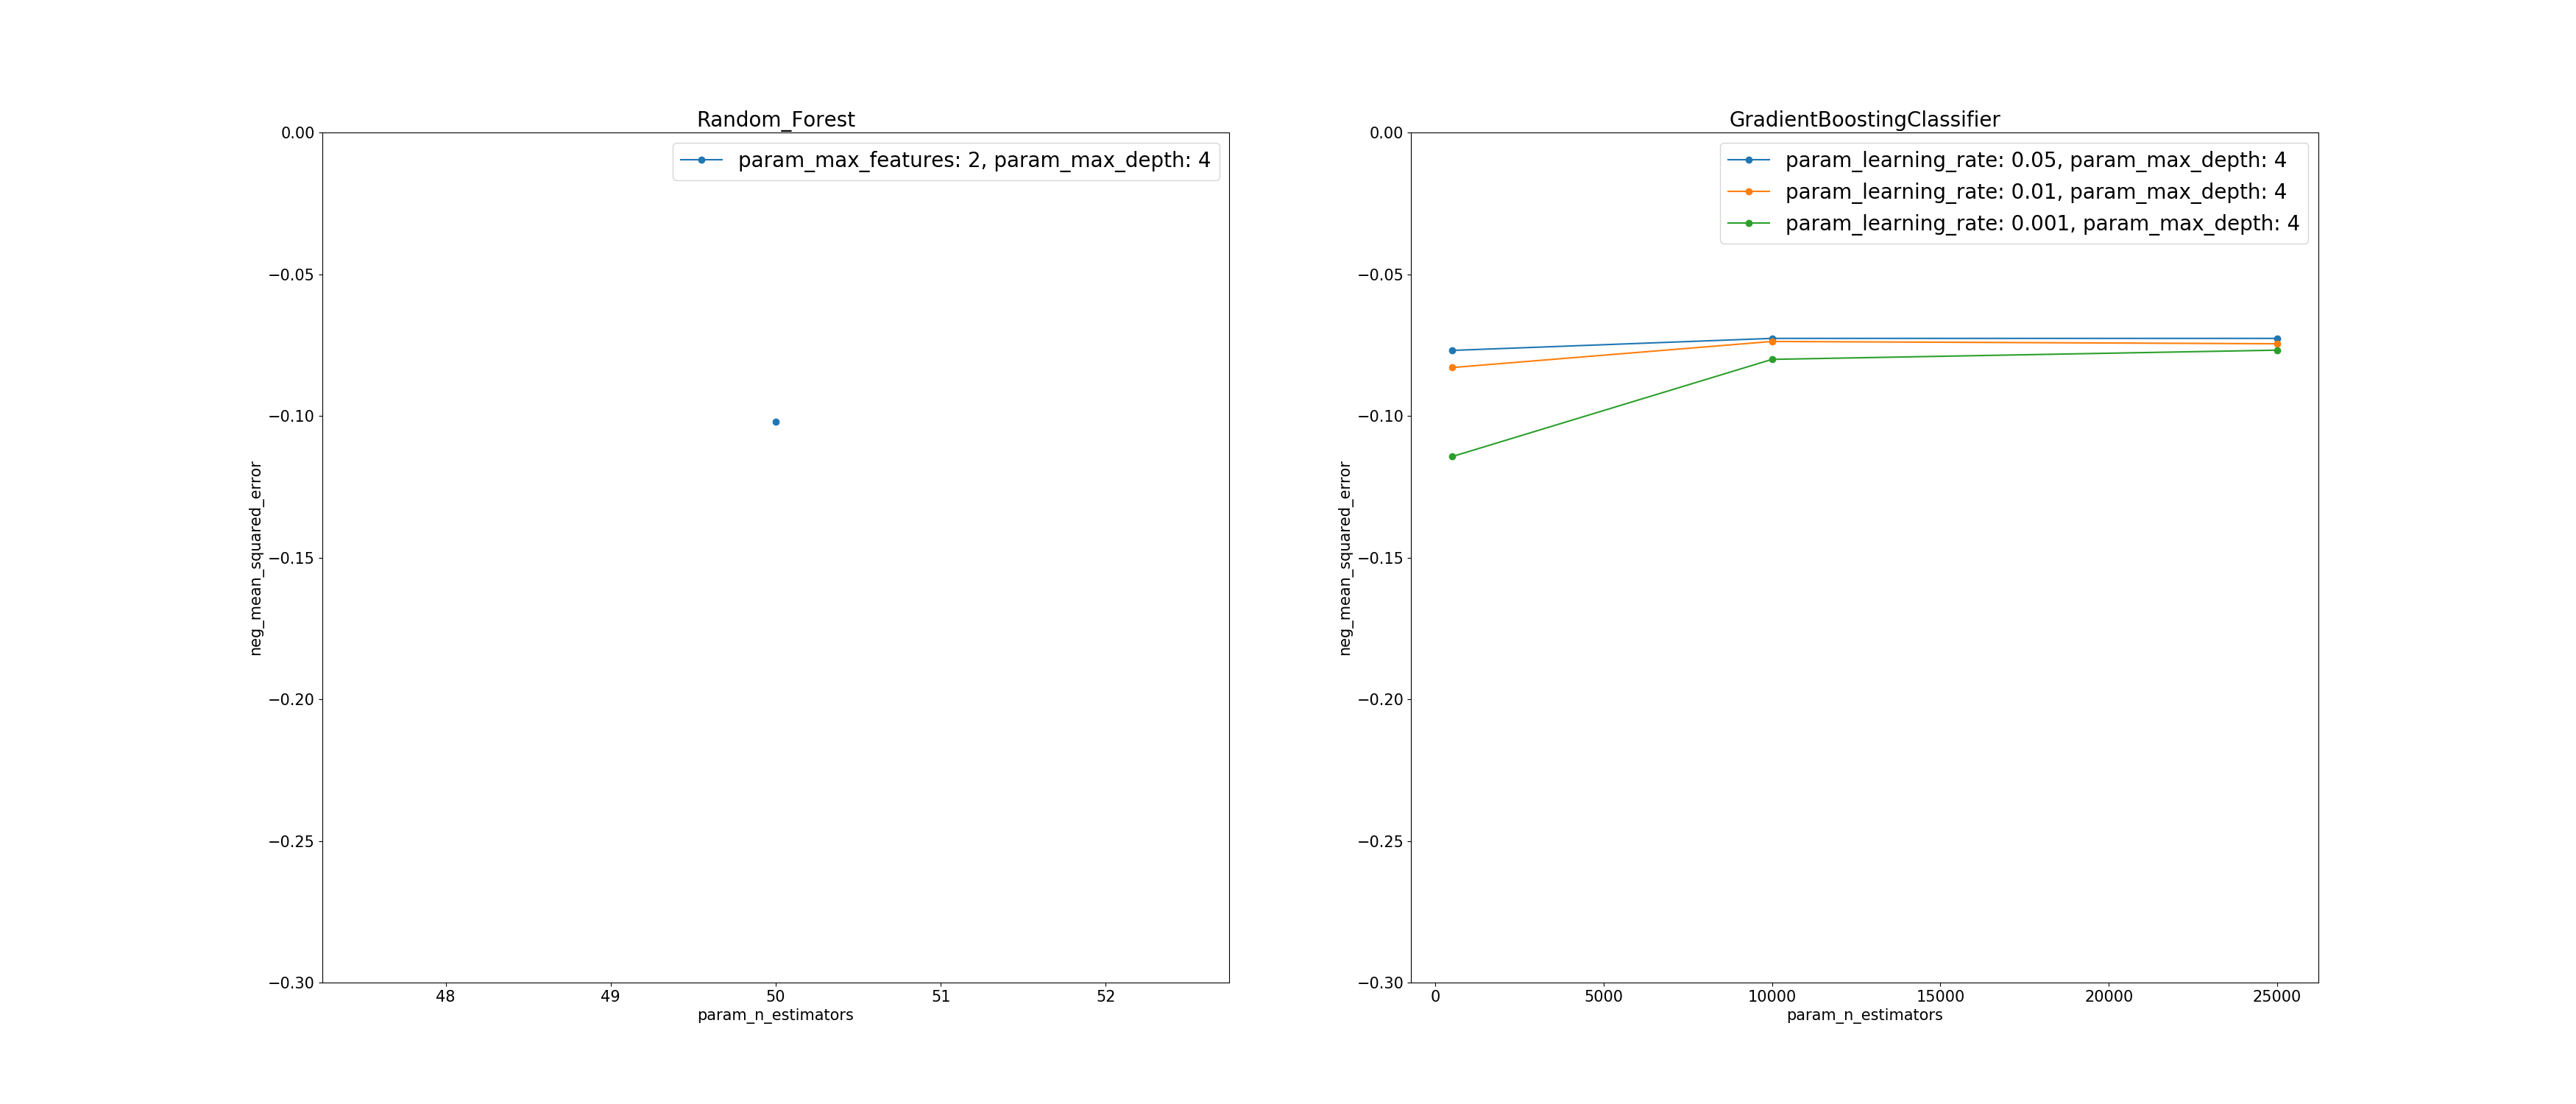 Random_Forest
0.00
−0.05
−0.10
−0.15
−0.20
−0.25
−0.30
neg_mean_squared_error
param_max_features: 2, param_max_depth: 4
48
49
50
51
52
param_n_estimators
GradientBoostingClassifier
0.00
−0.05
−0.10
−0.15
−0.20
−0.25
−0.30
neg_mean_squared_error
param_learning_rate: 0.05, param_max_depth: 4
param_learning_rate: 0.01, param_max_depth: 4
param_learning_rate: 0.001, param_max_depth: 4
0
5000
10000
15000
20000
25000
param_n_estimators